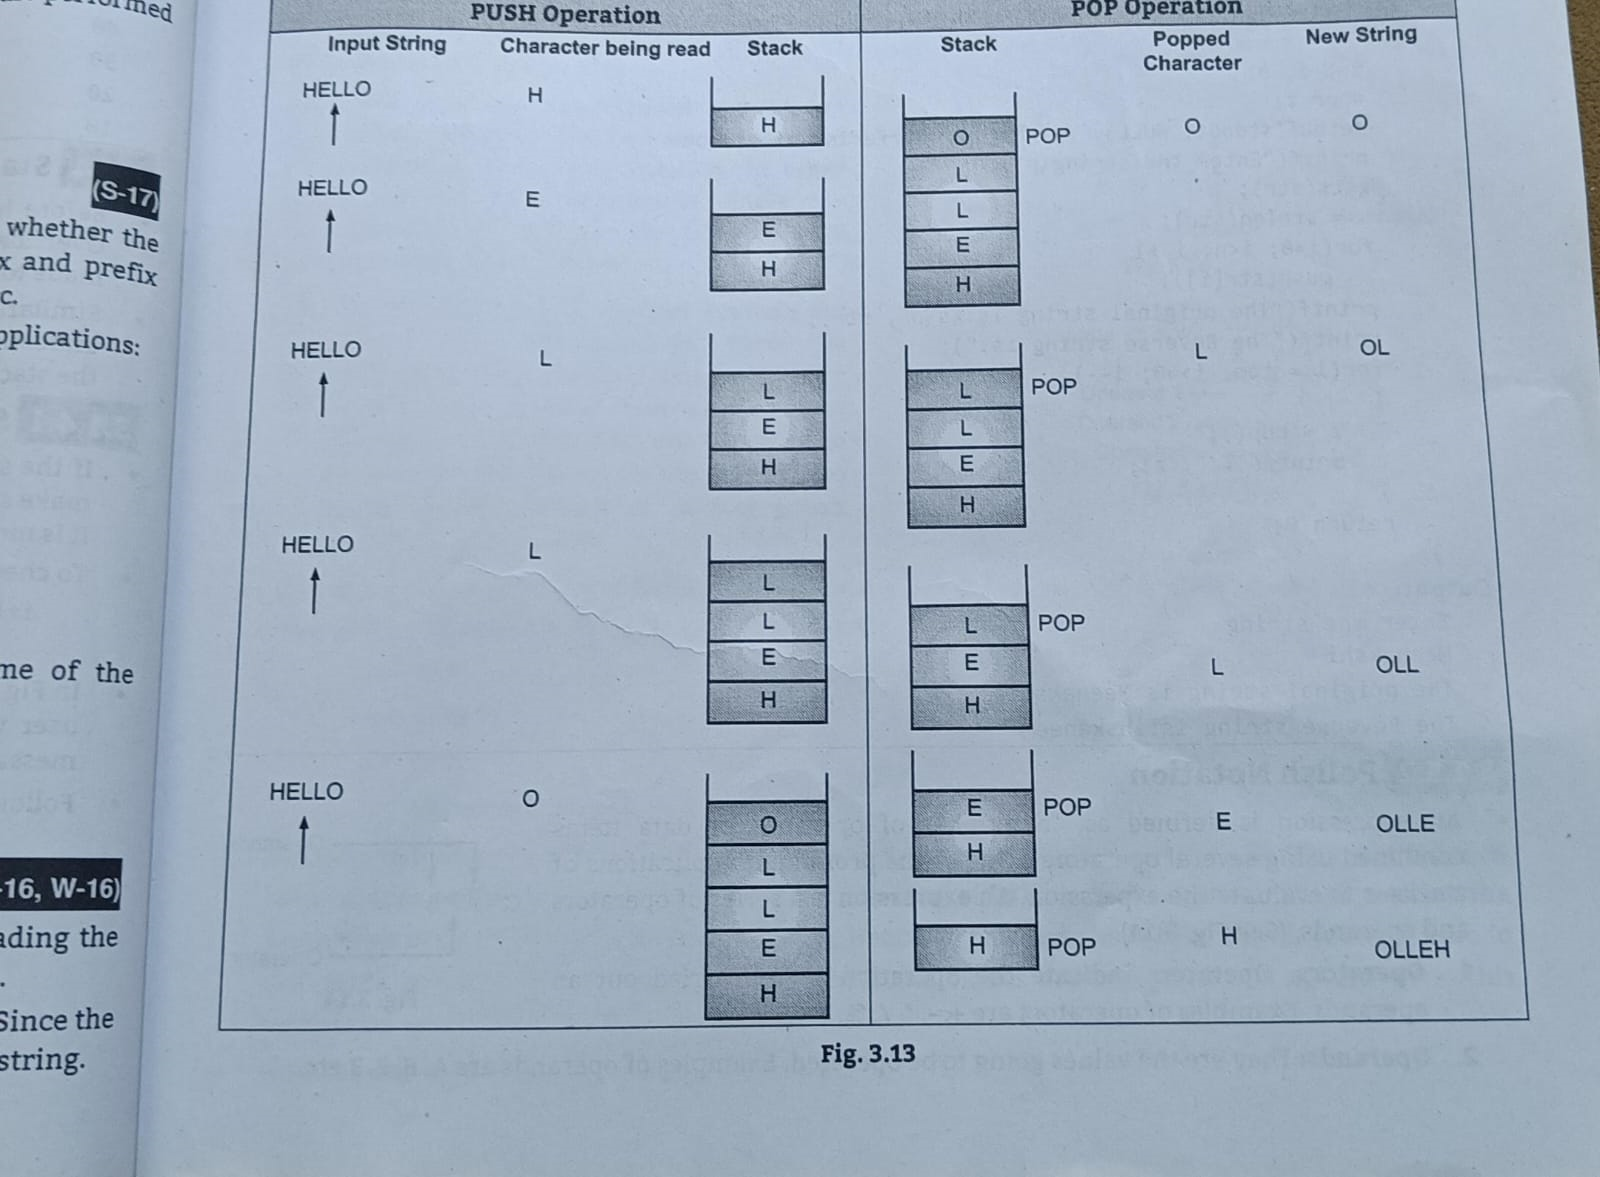 (S-17)
whether the
x and prefix
c.
pplications:
me of the
-16, W-16)
ading the
.
Since the
string.
PUSH Operation
POP Operation
Input String
Character being read
Stack
Stack
Popped
Character
New String
HELLO
H
H
HELLO
E
E
H
HELLO
L
L
E
H
HELLO
L
L
L
E
H
HELLO
O
O
L
L
E
H
O
POP
O
O
L
L
E
H
L
POP
L
OL
L
E
H
L
POP
E
L
OLL
H
E
POP
E
OLLE
H
H
POP
H
OLLEH
Fig. 3.13